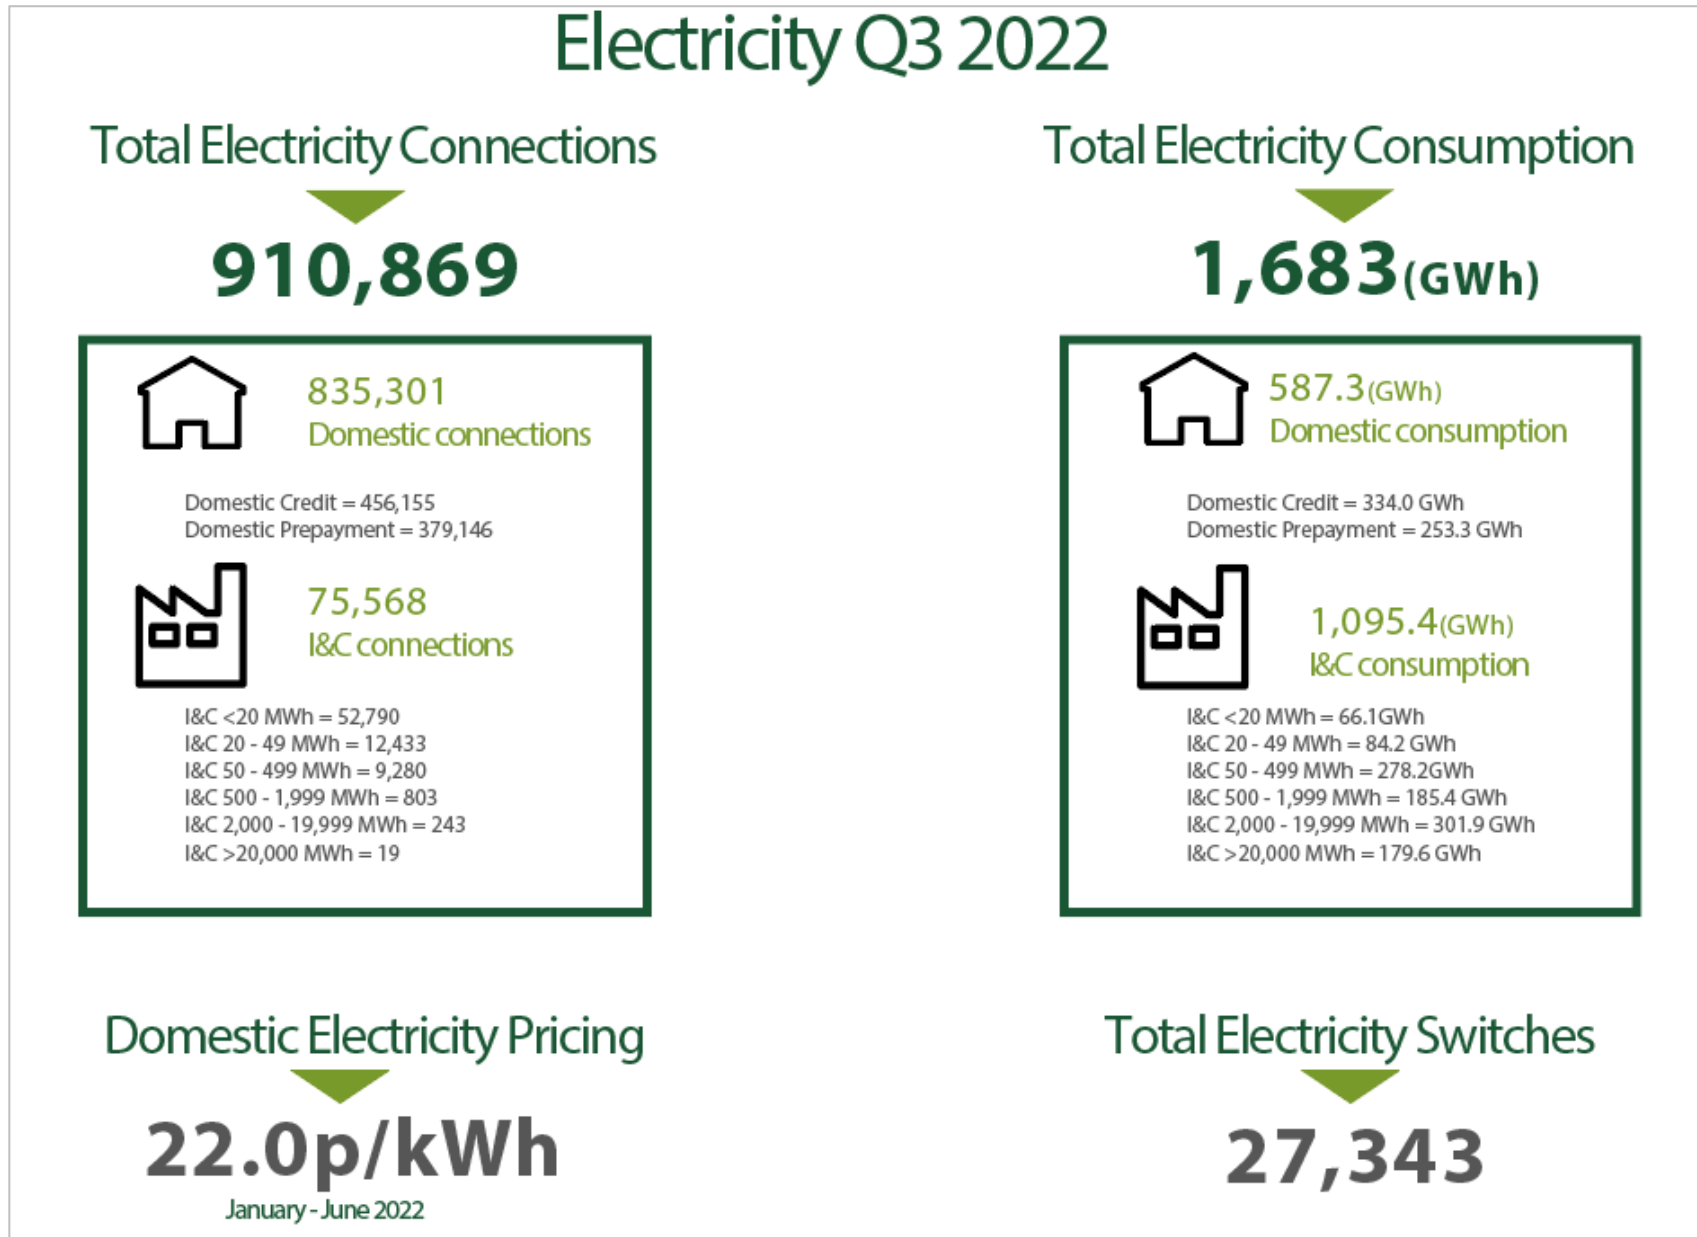 Electricity Q3 2022
Total Electricity Connections
910,869
835,301
Domestic connections
Domestic Credit = 456,155
Domestic Prepayment = 379,146
75,568
I&C connections
I&C <20 MWh = 52,790
I&C 20 - 49 MWh = 12,433
I&C 50 - 499 MWh = 9,280
I&C 500 - 1,999 MWh = 803
I&C 2,000 - 19,999 MWh = 243
I&C >20,000 MWh = 19
Total Electricity Consumption
1,683(GWh)
587.3(GWh)
Domestic consumption
Domestic Credit = 334.0 GWh
Domestic Prepayment = 253.3 GWh
1,095.4(GWh)
I&C consumption
I&C <20 MWh = 66.1GWh
I&C 20 - 49 MWh = 84.2 GWh
I&C 50 - 499 MWh = 278.2GWh
I&C 500 - 1,999 MWh = 185.4 GWh
I&C 2,000 - 19,999 MWh = 301.9 GWh
I&C >20,000 MWh = 179.6 GWh
Domestic Electricity Pricing
22.0p/kWh
January - June 2022
Total Electricity Switches
27,343